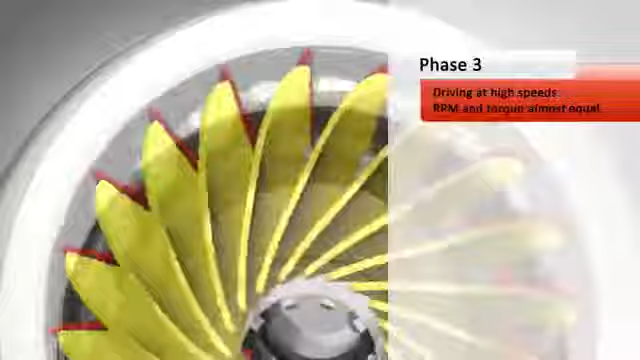 Phase 3
Driving at high speeds
RPM and torque almost equal